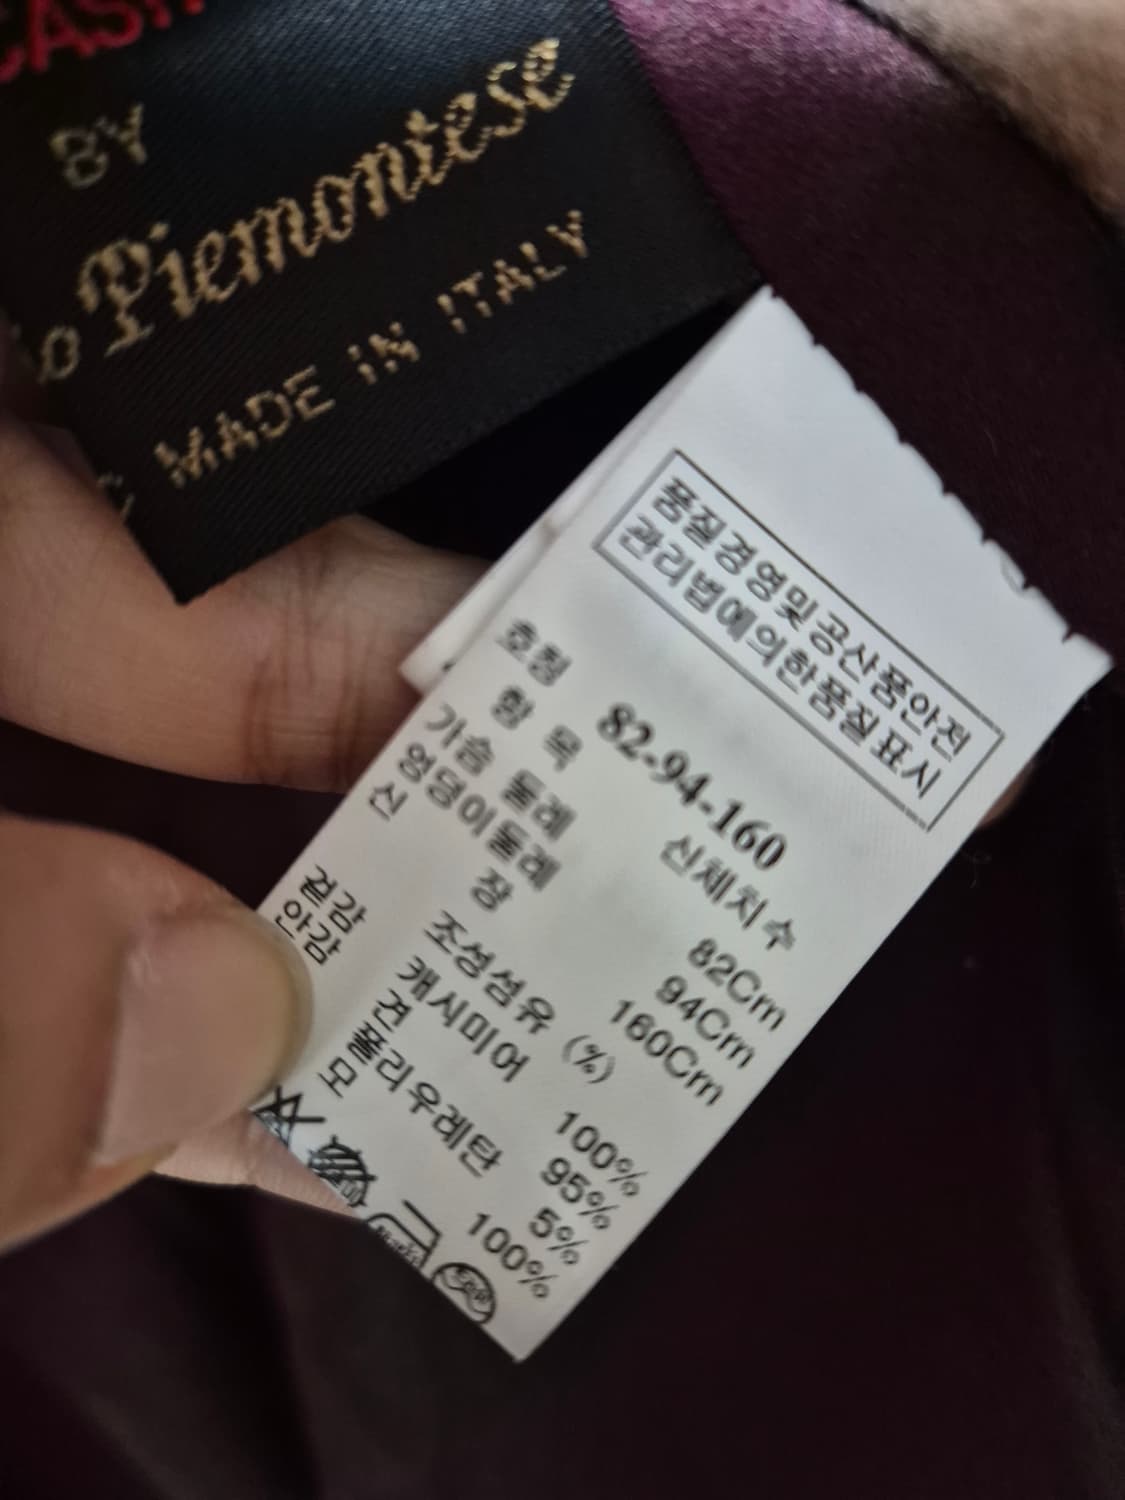 BY
Piemontese
MADE IN ITALY
품질경영및공산품안전
관리법에의한품질표시
호칭 82-94-160
항 목 신체치수
가슴 둘레 82Cm
엉덩이둘레 94Cm
신 장 160Cm
조성섬유 (%)
겉감 캐시미어 100%
안감 견 95%
폴리우레탄 5%
모 100%